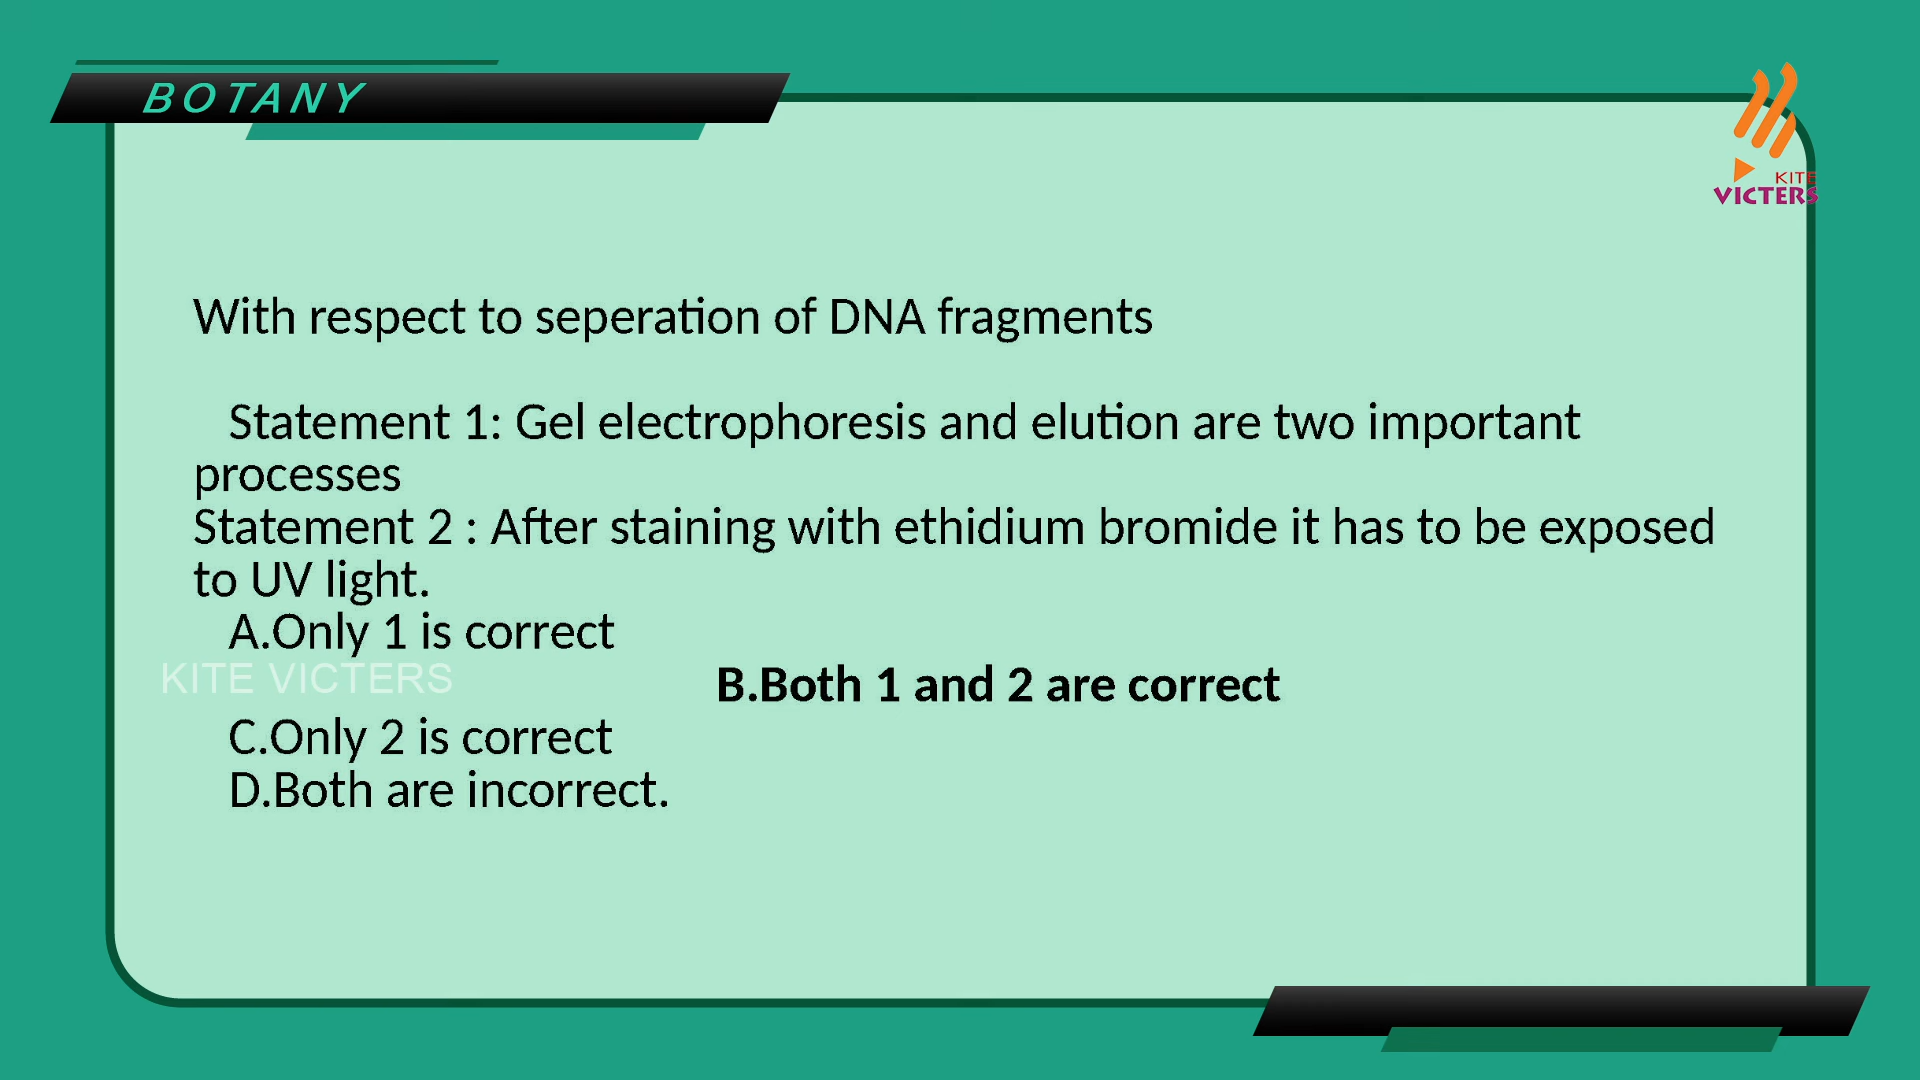 BOTANY
KITE
VICTERS
With respect to seperation of DNA fragments
Statement 1: Gel electrophoresis and elution are two important
processes
Statement 2 : After staining with ethidium bromide it has to be exposed
to UV light.
A.Only 1 is correct
KITE VICTERS
B.Both 1 and 2 are correct
C.Only 2 is correct
D.Both are incorrect.